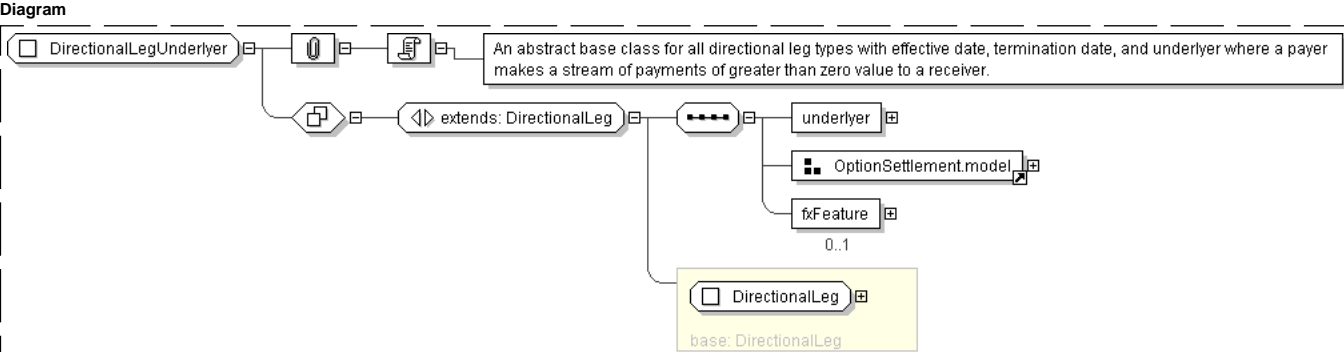 Diagram
DirectionalLegUnderlyer
An abstract base class for all directional leg types with effective date, termination date, and underlyer where a payer
makes a stream of payments of greater than zero value to a receiver.
extends: DirectionalLeg
underlyer
OptionSettlement.model
fxFeature
0..1
DirectionalLeg
base: DirectionalLeg